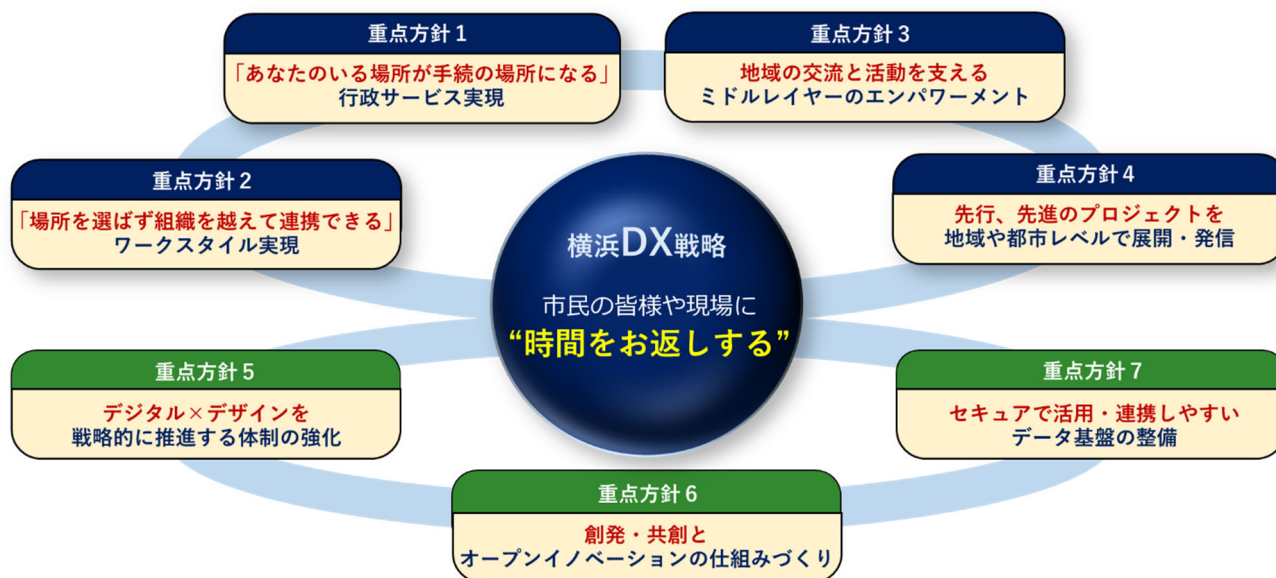 重点方針1
「あなたのいる場所が手続の場所になる」
行政サービス実現
重点方針3
地域の交流と活動を支える
ミドルレイヤーのエンパワーメント
重点方針2
「場所を選ばず組織を越えて連携できる」
ワークスタイル実現
重点方針4
先行、先進のプロジェクトを
地域や都市レベルで展開・発信
横浜DX戦略
市民の皆様や現場に
“時間をお返しする”
重点方針5
デジタル×デザインを
戦略的に推進する体制の強化
重点方針7
セキュアで活用・連携しやすい
データ基盤の整備
重点方針6
創発・共創と
オープンイノベーションの仕組みづくり